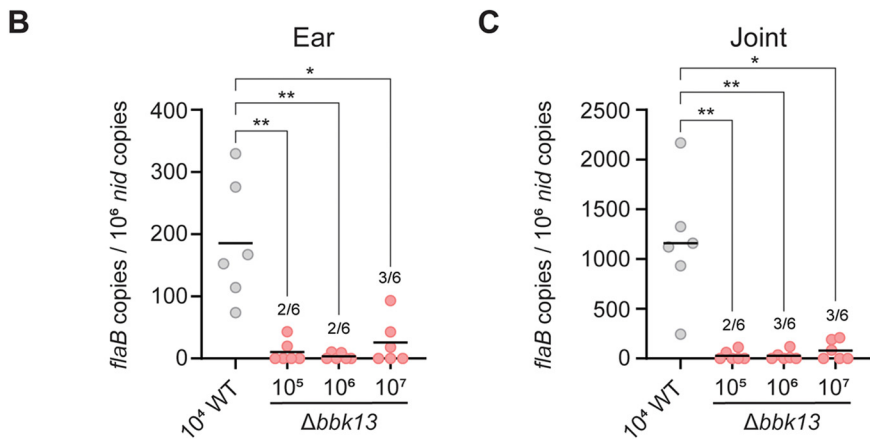 B
Ear
flaB copies / 10⁶ nid copies
400
300
200
100
0
*
**
**
2/6
2/6
3/6
10⁴ WT
10⁵
10⁶
10⁷
Δbbk13
C
Joint
flaB copies / 10⁶ nid copies
2500
2000
1500
1000
500
0
*
**
**
2/6
3/6
3/6
10⁴ WT
10⁵
10⁶
10⁷
Δbbk13